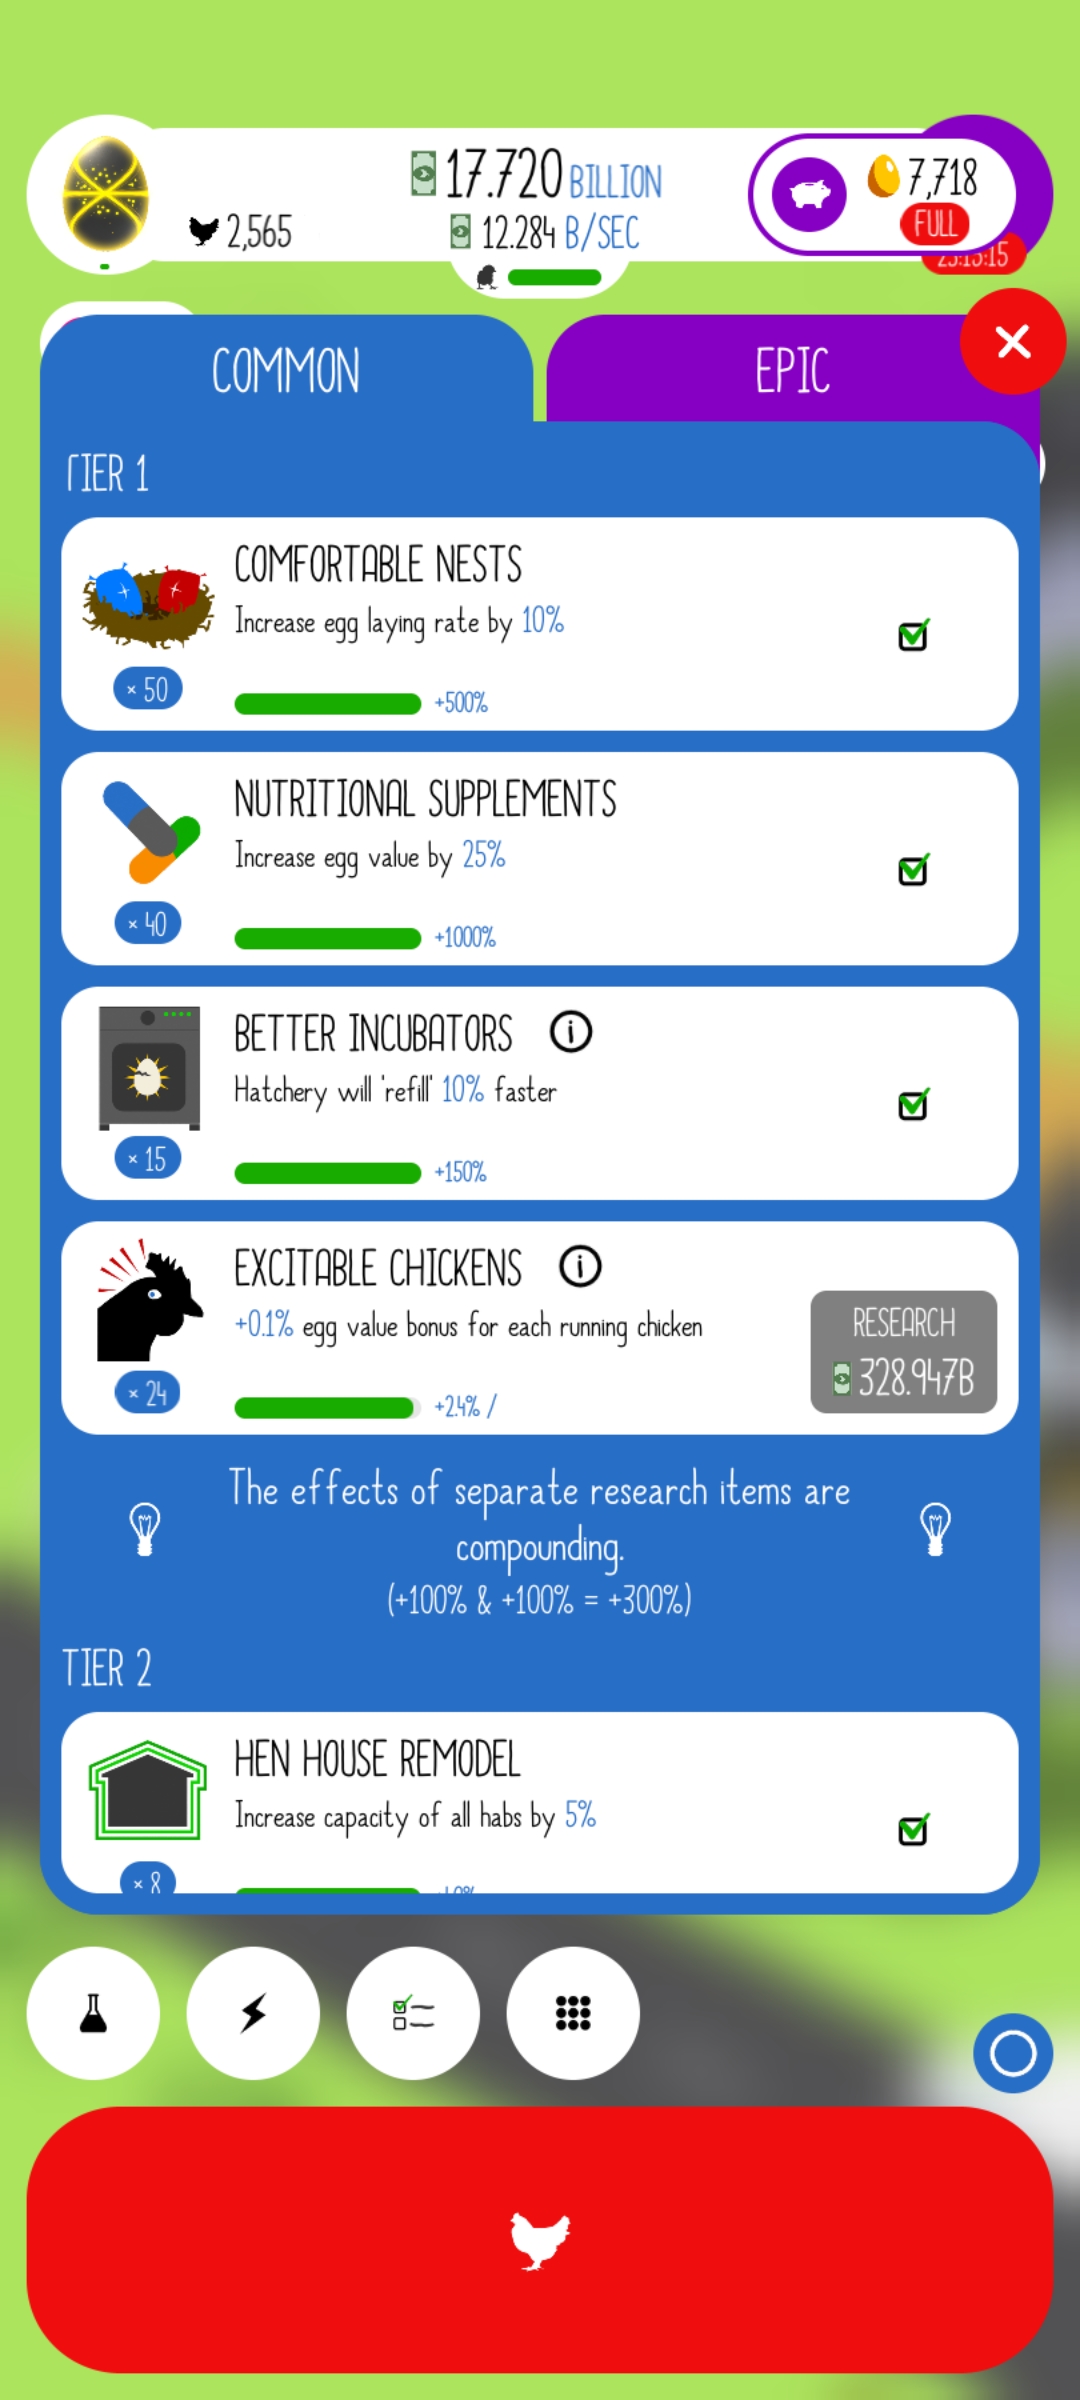 17.720 BILLION
2,565
12.284 B/SEC
7,718
FULL
COMMON
EPIC
TIER 1
COMFORTABLE NESTS
Increase egg laying rate by 10%
× 50
+500%
NUTRITIONAL SUPPLEMENTS
Increase egg value by 25%
× 40
+1000%
BETTER INCUBATORS
Hatchery will 'refill' 10% faster
× 15
+150%
EXCITABLE CHICKENS
+0.1% egg value bonus for each running chicken
RESEARCH
328.947B
× 24
+2.4% /
The effects of separate research items are
compounding.
(+100% & +100% = +300%)
TIER 2
HEN HOUSE REMODEL
Increase capacity of all habs by 5%
× 8